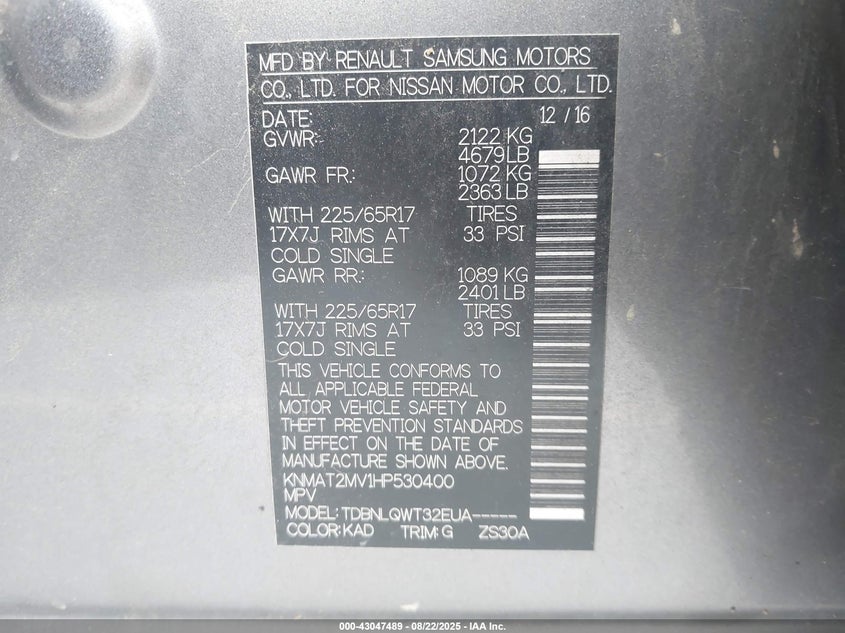 MFD BY RENAULT SAMSUNG MOTORS
CO., LTD. FOR NISSAN MOTOR CO., LTD.
DATE: 12 / 16
GVWR: 2122 KG
4679 LB
GAWR FR.: 1072 KG
2363 LB
WITH 225/65R17 TIRES
17X7J RIMS AT 33 PSI
COLD SINGLE
GAWR RR.: 1089 KG
2401 LB
WITH 225/65R17 TIRES
17X7J RIMS AT 33 PSI
COLD SINGLE
THIS VEHICLE CONFORMS TO
ALL APPLICABLE FEDERAL
MOTOR VEHICLE SAFETY AND
THEFT PREVENTION STANDARDS
IN EFFECT ON THE DATE OF
MANUFACTURE SHOWN ABOVE.
KNMAT2MV1HP530400
MPV
MODEL: TDBNLQWT32EUA-----
COLOR: KAD TRIM: G ZS30A
000-43047489 - 08/22/2025 - IAA Inc.